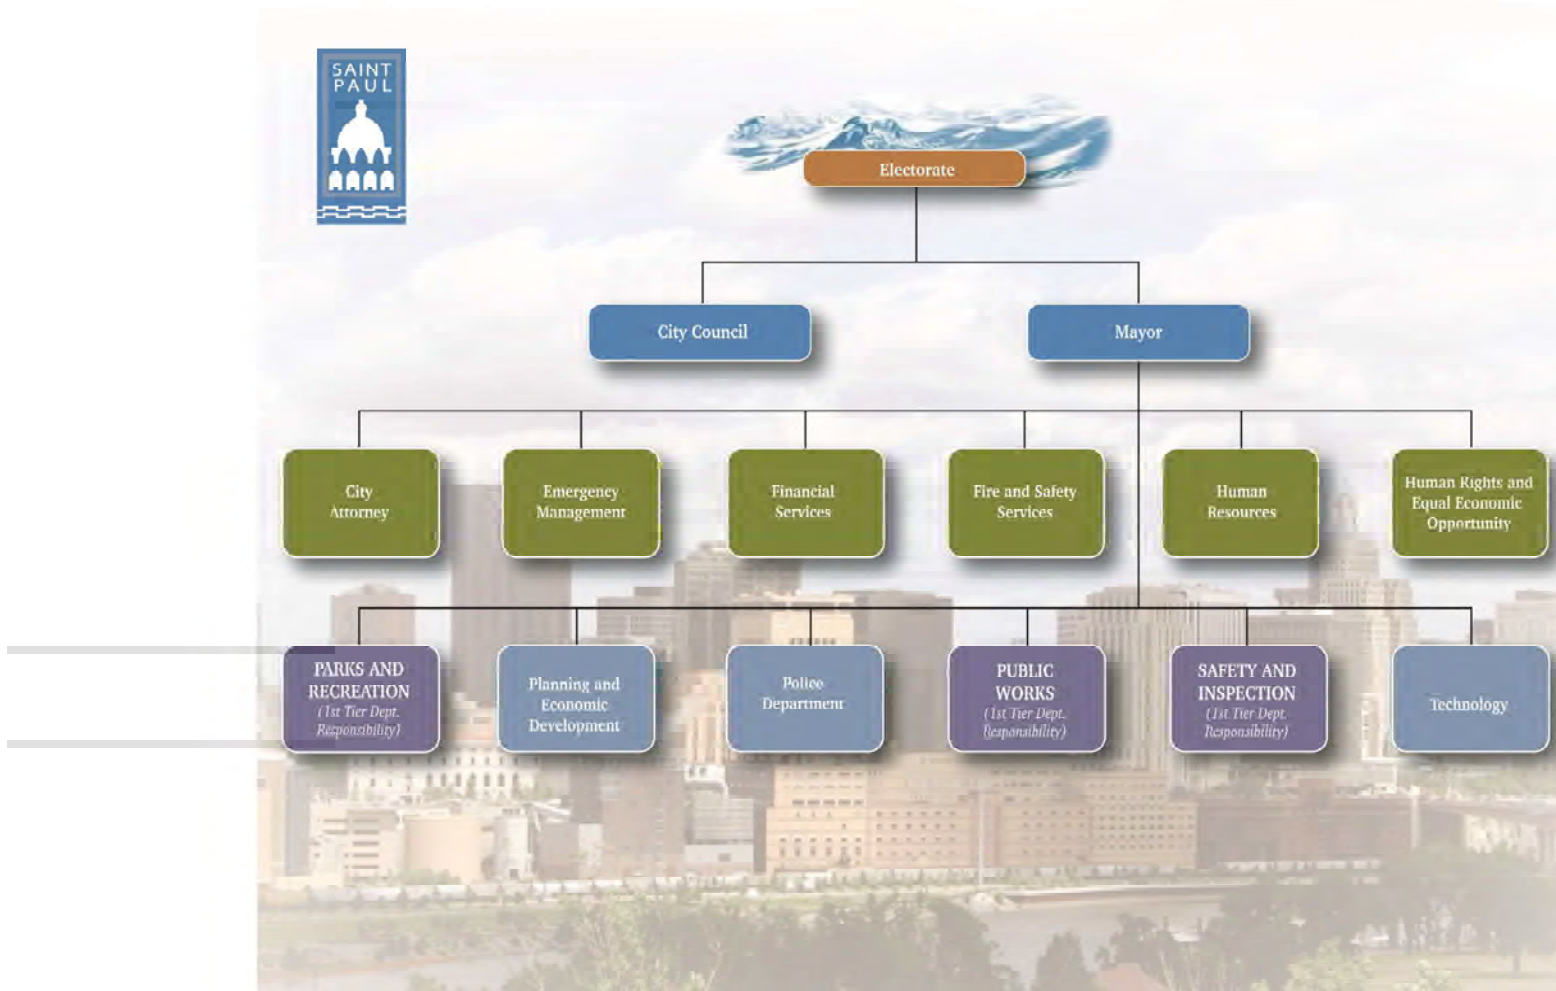 SAINT
PAUL
Electorate
City Council
Mayor
City
Attorney
Emergency
Management
Financial
Services
Fire and Safety
Services
Human
Resources
Human Rights and
Equal Economic
Opportunity
PARKS AND
RECREATION
(1st Tier Dept.
Responsibility)
Planning and
Economic
Development
Police
Department
PUBLIC
WORKS
(1st Tier Dept.
Responsibility)
SAFETY AND
INSPECTION
(1st Tier Dept.
Responsibility)
Technology